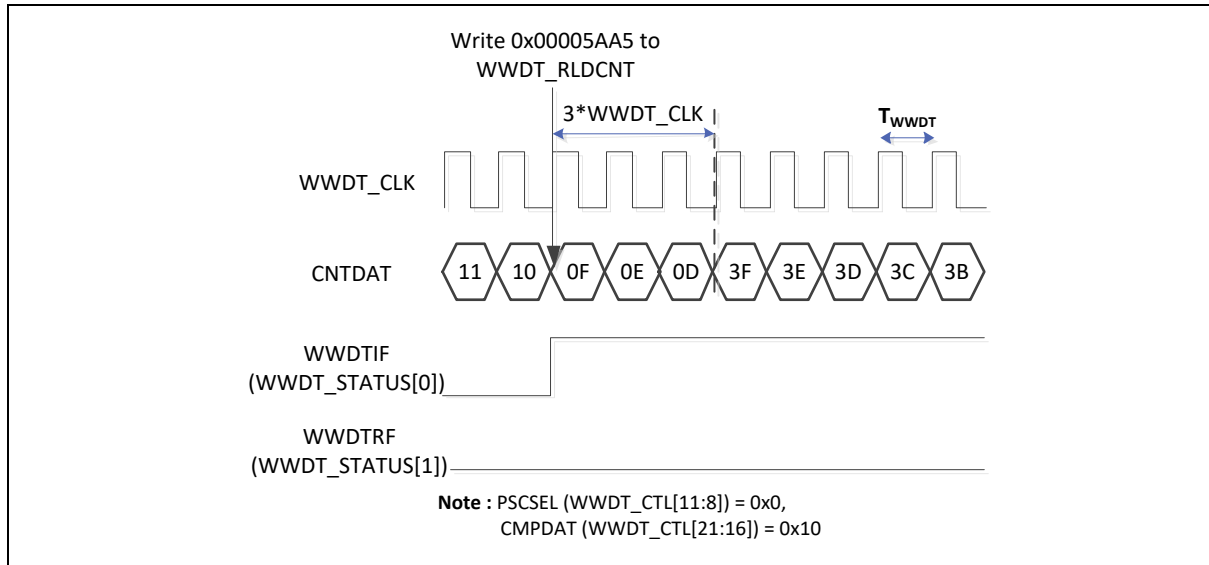 Write 0x00005AA5 to
WWDT_RLDCNT
3*WWDT_CLK
TWWDT
WWDT_CLK
CNTDAT
11 10 0F 0E 0D 3F 3E 3D 3C 3B
WWDTIF
(WWDT_STATUS[0])
WWDTRF
(WWDT_STATUS[1])
Note : PSCSEL (WWDT_CTL[11:8]) = 0x0,
CMPDAT (WWDT_CTL[21:16]) = 0x10